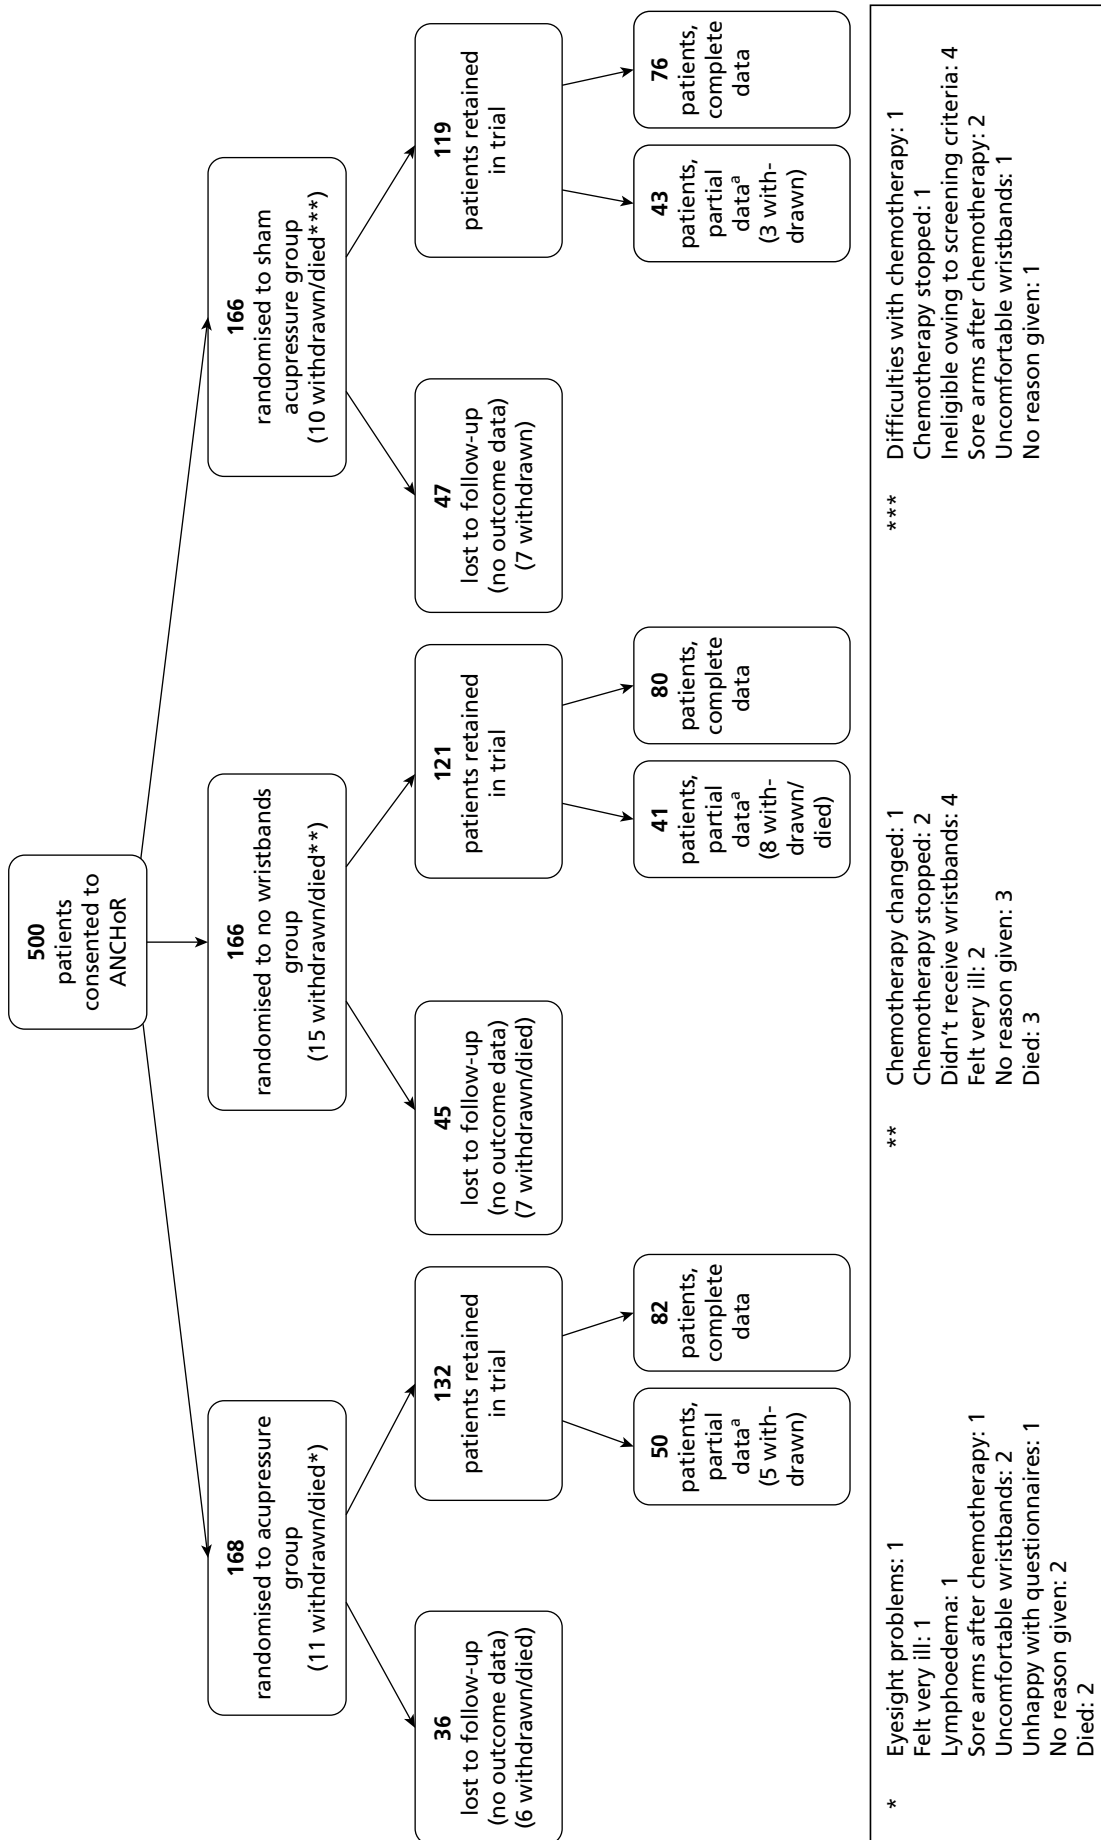 500
patients
consented to
ANCHoR
168
randomised to acupressure
group
(11 withdrawn/died*)
166
randomised to no wristbands
group
(15 withdrawn/died**)
166
randomised to sham
acupressure group
(10 withdrawn/died***)
36
lost to follow-up
(no outcome data)
(6 withdrawn/died)
132
patients retained
in trial
45
lost to follow-up
(no outcome data)
(7 withdrawn/died)
121
patients retained
in trial
47
lost to follow-up
(no outcome data)
(7 withdrawn)
119
patients retained
in trial
50
patients,
partial
dataᵃ
(5 with-
drawn)
82
patients,
complete
data
41
patients,
partial
dataᵃ
(8 with-
drawn/
died)
80
patients,
complete
data
43
patients,
partial
dataᵃ
(3 with-
drawn)
76
patients,
complete
data
* Eyesight problems: 1
Felt very ill: 1
Lymphoedema: 1
Sore arms after chemotherapy: 1
Uncomfortable wristbands: 2
Unhappy with questionnaires: 1
No reason given: 2
Died: 2
** Chemotherapy changed: 1
Chemotherapy stopped: 2
Didn't receive wristbands: 4
Felt very ill: 2
No reason given: 3
Died: 3
*** Difficulties with chemotherapy: 1
Chemotherapy stopped: 1
Ineligible owing to screening criteria: 4
Sore arms after chemotherapy: 2
Uncomfortable wristbands: 1
No reason given: 1